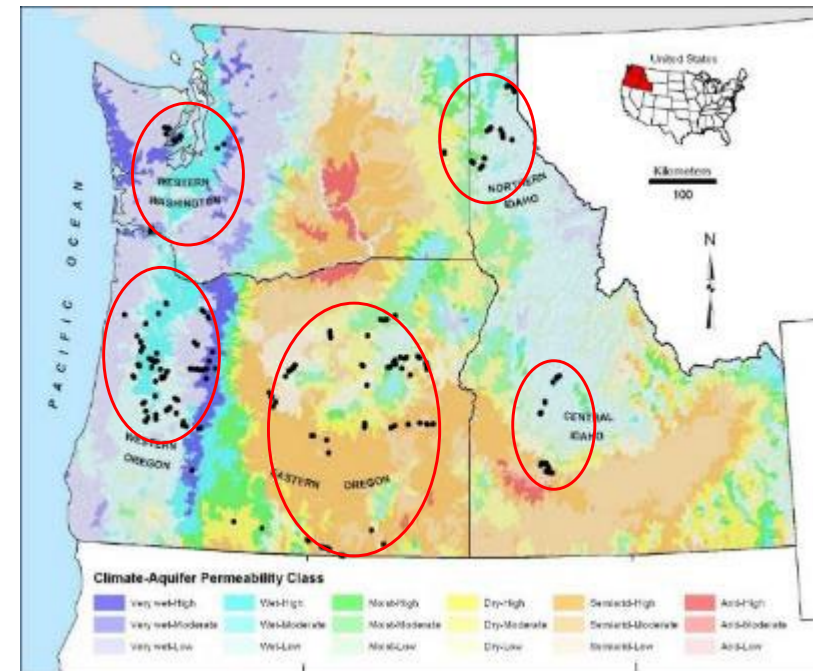 United States
Kilometers
100
N
PACIFIC OCEAN
WESTERN
WASHINGTON
NORTHERN
IDAHO
WESTERN
OREGON
EASTERN OREGON
CENTRAL
IDAHO
Climate-Aquifer Permeability Class
Very wet-High Wet-High Moist-High Dry-High Semiarid-High Arid-High
Very wet-Moderate Wet-Moderate Moist-Moderate Dry-Moderate Semiarid-Moderate Arid-Moderate
Very wet-Low Wet-Low Moist-Low Dry-Low Semiarid-Low Arid-Low